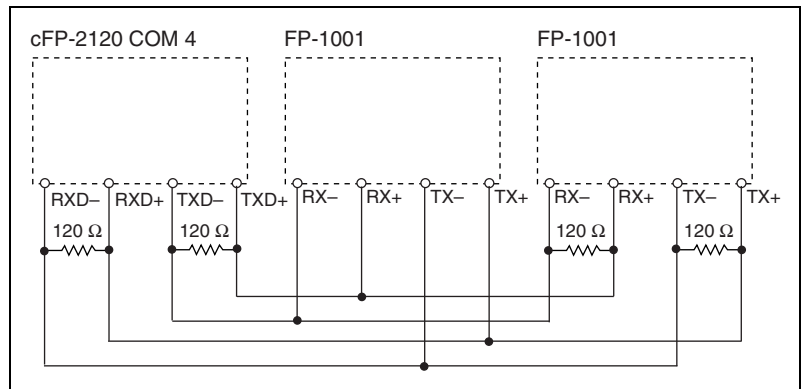 cFP-2120 COM 4 FP-1001 FP-1001
RXD– RXD+ TXD– TXD+ RX– RX+ TX– TX+ RX– RX+ TX– TX+
120 Ω 120 Ω 120 Ω 120 Ω